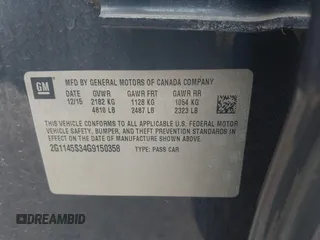 GM
MFD BY GENERAL MOTORS OF CANADA COMPANY
DATE GVWR GAWR FRT GAWR RR
12/15 2182 KG 1128 KG 1054 KG
4810 LB 2487 LB 2323 LB
THIS VEHICLE CONFORMS TO ALL APPLICABLE U.S. FEDERAL MOTOR
VEHICLE SAFETY, BUMPER, AND THEFT PREVENTION STANDARDS
IN EFFECT ON THE DATE OF MANUFACTURE SHOWN ABOVE.
2G1145S34G9150358 TYPE: PASS CAR
DREAMBID